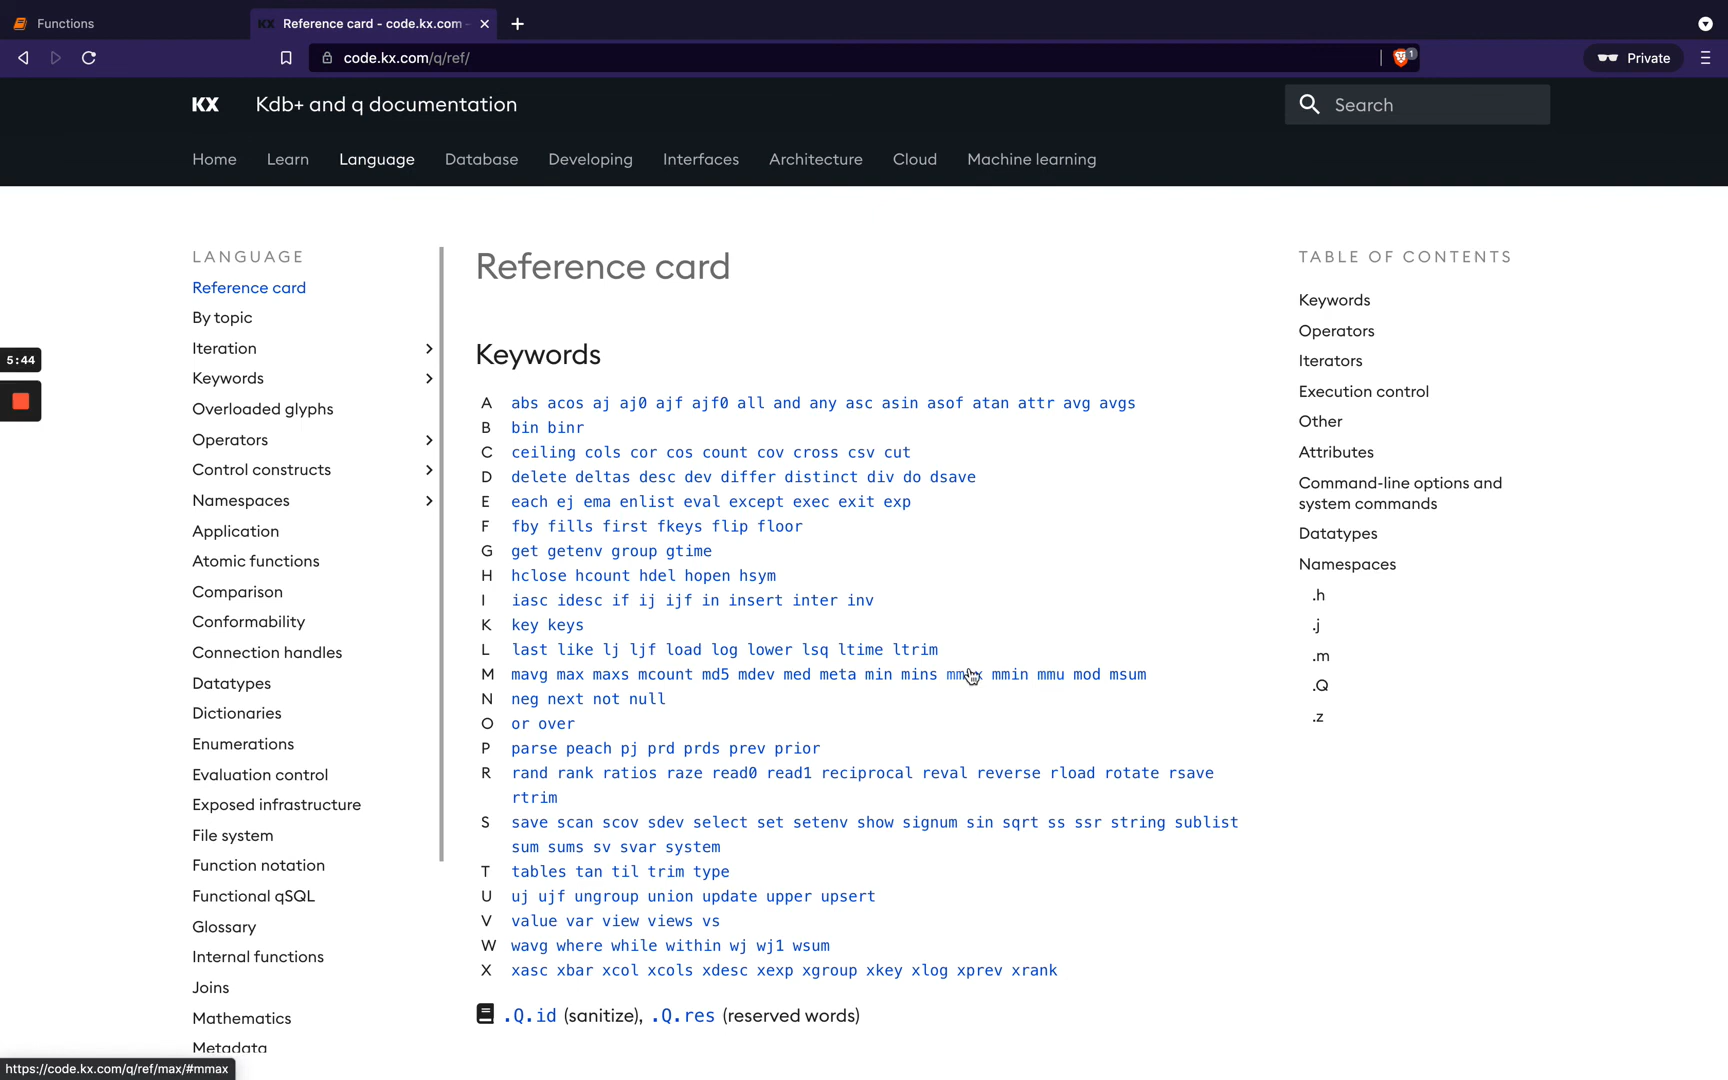 Functions
KX Reference card - code.kx.com -
code.kx.com/q/ref/
1
Private
KX Kdb+ and q documentation
Search
Home Learn Language Database Developing Interfaces Architecture Cloud Machine learning
5:44
LANGUAGE
Reference card
By topic
Iteration
Keywords
Overloaded glyphs
Operators
Control constructs
Namespaces
Application
Atomic functions
Comparison
Conformability
Connection handles
Datatypes
Dictionaries
Enumerations
Evaluation control
Exposed infrastructure
File system
Function notation
Functional qSQL
Glossary
Internal functions
Joins
Mathematics
Metadata
Reference card
Keywords
A abs acos aj aj0 ajf ajf0 all and any asc asin asof atan attr avg avgs
B bin binr
C ceiling cols cor cos count cov cross csv cut
D delete deltas desc dev differ distinct div do dsave
E each ej ema enlist eval except exec exit exp
F fby fills first fkeys flip floor
G get getenv group gtime
H hclose hcount hdel hopen hsym
I iasc idesc if ij ijf in insert inter inv
K key keys
L last like lj ljf load log lower lsq ltime ltrim
M mavg max maxs mcount md5 mdev med meta min mins mmax mmin mmu mod msum
N neg next not null
O or over
P parse peach pj prd prds prev prior
R rand rank ratios raze read0 read1 reciprocal reval reverse rload rotate rsave
rtrim
S save scan scov sdev select set setenv show signum sin sqrt ss ssr string sublist
sum sums sv svar system
T tables tan til trim type
U uj ujf ungroup union update upper upsert
V value var view views vs
W wavg where while within wj wj1 wsum
X xasc xbar xcol xcols xdesc xexp xgroup xkey xlog xprev xrank
.Q.id (sanitize), .Q.res (reserved words)
TABLE OF CONTENTS
Keywords
Operators
Iterators
Execution control
Other
Attributes
Command-line options and
system commands
Datatypes
Namespaces
.h
.j
.m
.Q
.z
https://code.kx.com/q/ref/max/#mmax